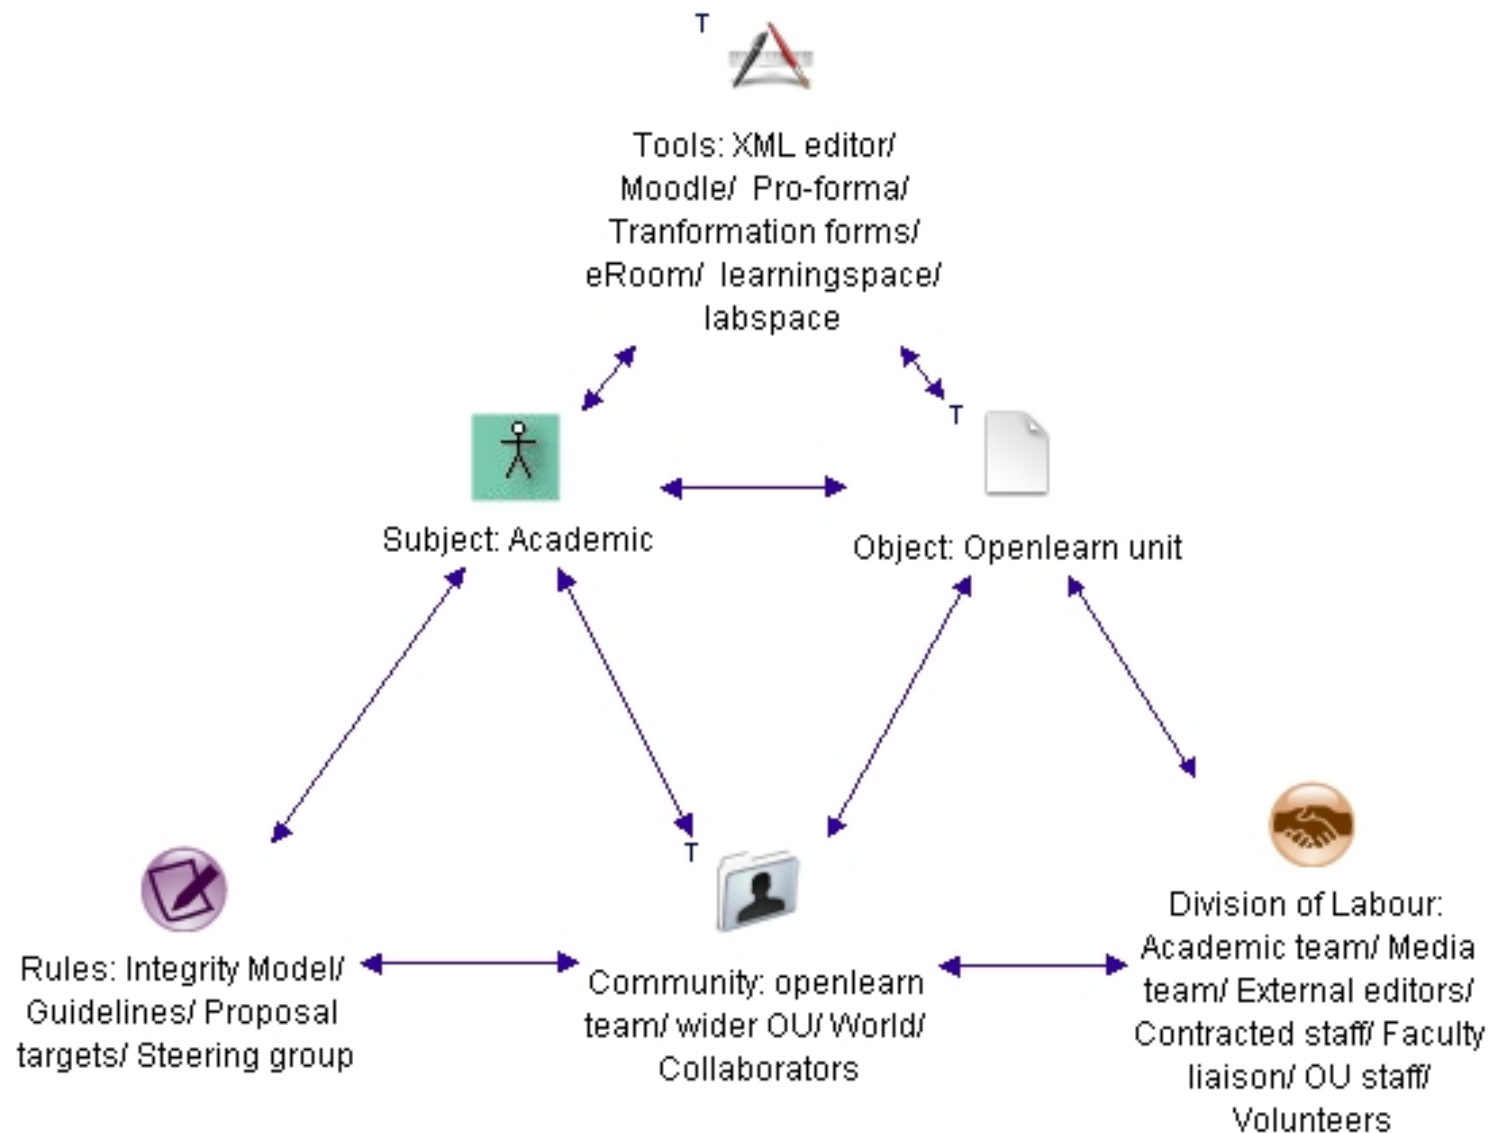 T
Tools: XML editor/
Moodle/ Pro-forma/
Tranformation forms/
eRoom/ learningspace/
labspace
T
Subject: Academic
Object: Openlearn unit
T
Rules: Integrity Model/
Guidelines/ Proposal
targets/ Steering group
Community: openlearn
team/ wider OU/ World/
Collaborators
Division of Labour:
Academic team/ Media
team/ External editors/
Contracted staff/ Faculty
liaison/ OU staff/
Volunteers